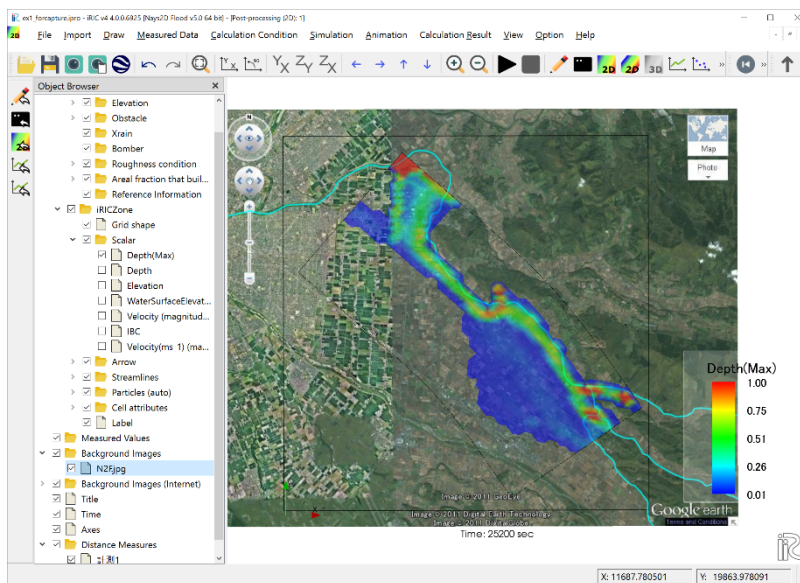 ex1_forcapture.ipro - iRIC v4 4.0.0.6925 [Nays2D Flood v5.0 64 bit] - [Post-processing (2D): 1]
File Import Draw Measured Data Calculation Condition Simulation Animation Calculation Result View Option Help
Object Browser
Elevation
Obstacle
Xrain
Bomber
Roughness condition
Areal fraction that buil...
Reference Information
iRICZone
Grid shape
Scalar
Depth(Max)
Depth
Elevation
WaterSurfaceElevat...
Velocity (magnitud...
IBC
Velocity(ms 1) (ma...
Arrow
Streamlines
Particles (auto)
Cell attributes
Label
Measured Values
Background Images
N2F.jpg
Background Images (Internet)
Title
Time
Axes
Distance Measures
N
Map
Photo
Depth(Max)
1.00
0.75
0.51
0.26
0.01
Image © 2011 GeoEye
Image © 2011 Digital Earth Technology
Image © 2011 DigitalGlobe
Google earth
Terms and Conditions
Time: 25200 sec
X: 11687.780501
Y: 19863.978091